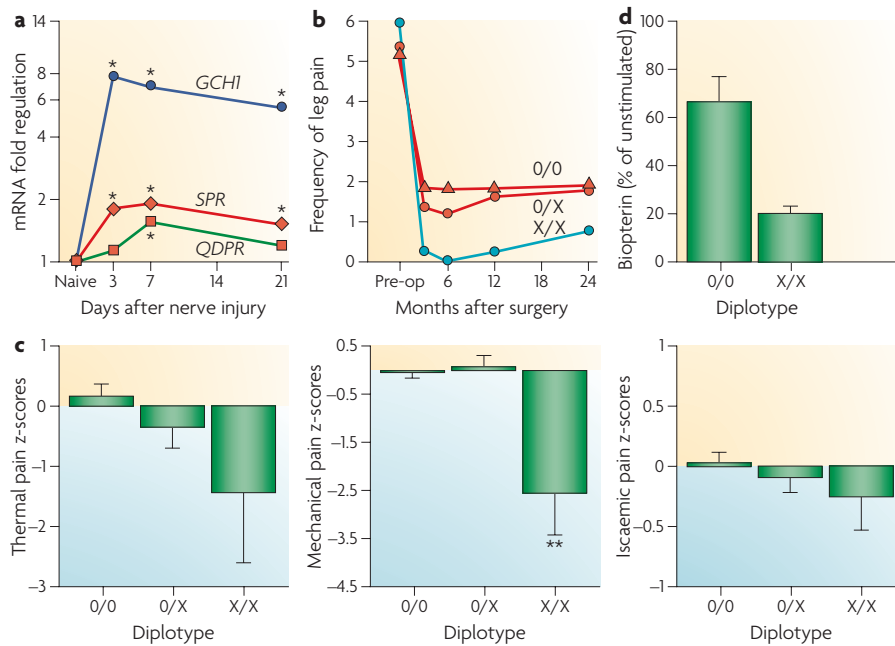 a
mRNA fold regulation
14
8
6
4
2
1
* * *
GCH1
* * *
SPR
*
QDPR
Naive 3 7 14 21
Days after nerve injury
b
Frequency of leg pain
6
5
4
3
2
1
0
0/0
0/X
X/X
Pre-op 6 12 18 24
Months after surgery
d
Biopterin (% of unstimulated)
100
80
60
40
20
0
0/0 X/X
Diplotype
c
Thermal pain z-scores
1
0
−1
−2
−3
0/0 0/X X/X
Diplotype
Mechanical pain z-scores
0.5
−0.5
−1.5
−2.5
−3.5
−4.5
**
0/0 0/X X/X
Diplotype
Iscaemic pain z-scores
1
0.5
0
−0.5
−1
0/0 0/X X/X
Diplotype